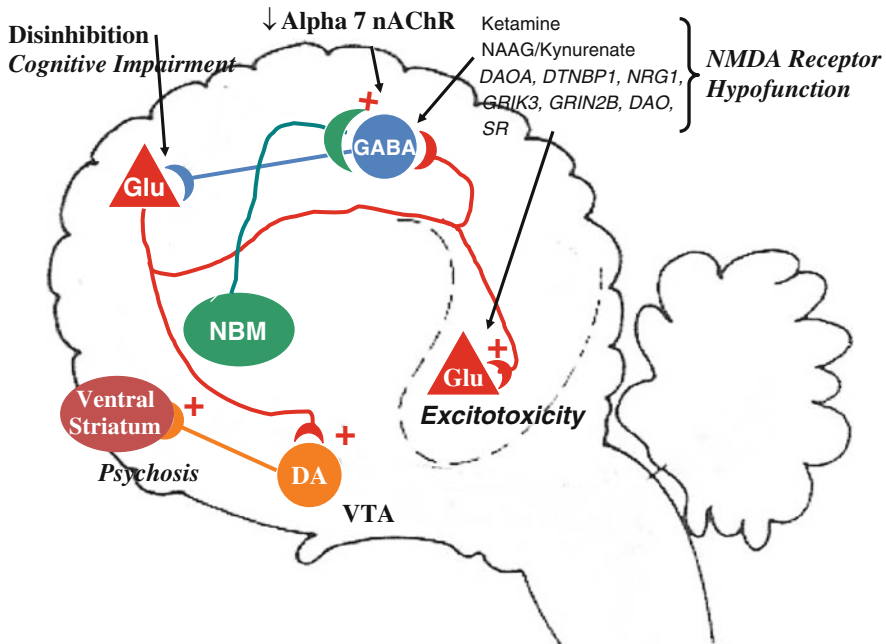 ↓ Alpha 7 nAChR
Disinhibition
Cognitive Impairment
Ketamine
NAAG/Kynurenate
DAOA, DTNBP1, NRG1,
GRIK3, GRIN2B, DAO,
SR
NMDA Receptor
Hypofunction
+
GABA
Glu
NBM
+
Glu
Excitotoxicity
Ventral
Striatum
+
Psychosis
+
DA
VTA